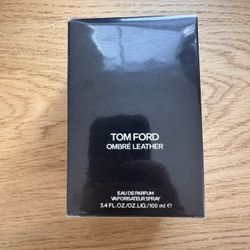 TOM FORD
OMBRÉ LEATHER
EAU DE PARFUM
VAPORISATEUR SPRAY
3.4 FL.OZ/OZ.LIQ./100 ml ℮